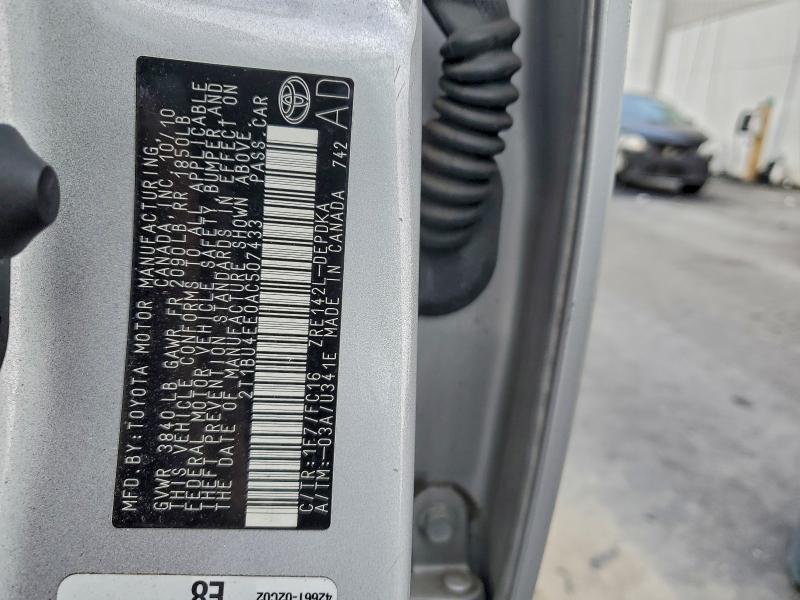 MFD. BY: TOYOTA MOTOR MANUFACTURING
CANADA, INC. 10/10
GVWR 3840 LB GAWR FR 2090LB RR 1850LB
THIS VEHICLE CONFORMS TO ALL APPLICABLE
FEDERAL MOTOR VEHICLE SAFETY, BUMPER AND
THEFT PREVENTION STANDARDS IN EFFECT ON
THE DATE OF MANUFACTURE SHOWN ABOVE.
2T1BU4EE0AC507433 PASS. CAR
C/TR: 1F7/FC16 ZRE142L-DEPDKA
A/TM: -03A/U341E MADE IN CANADA 742
AD
42661-02C02
E8